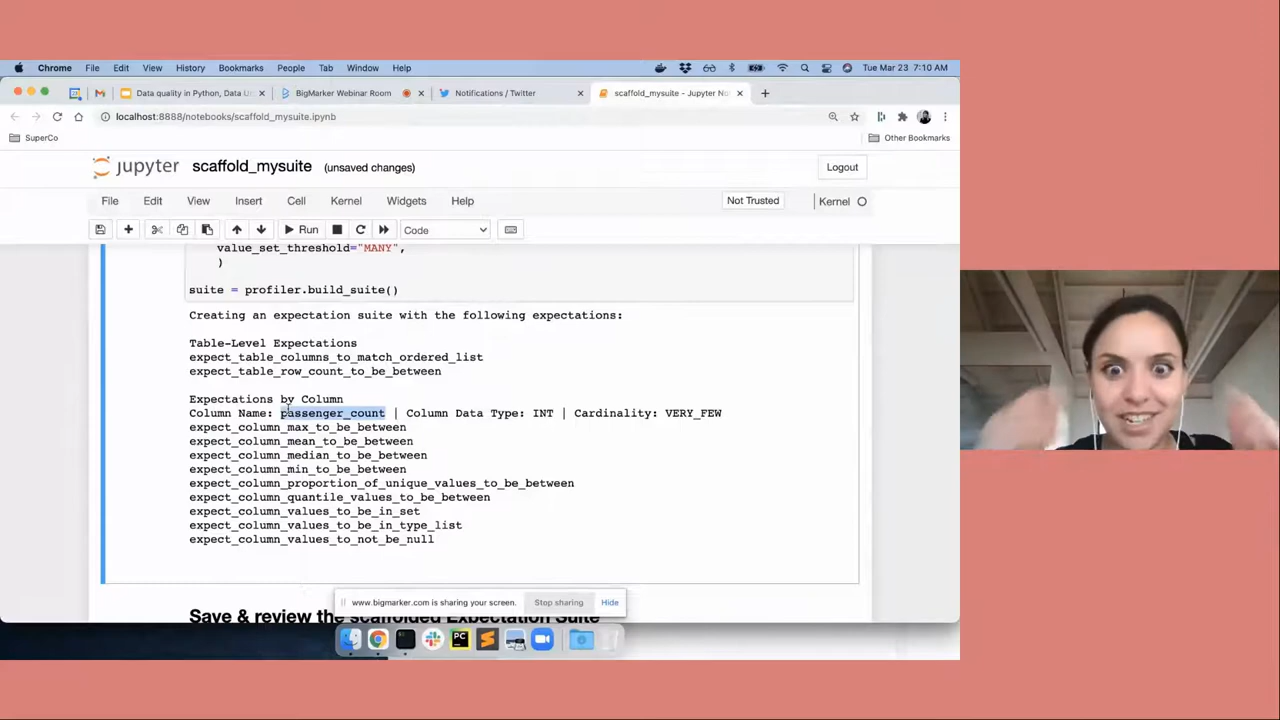 Chrome File Edit View History Bookmarks People Tab Window Help Tue Mar 23 7:10 AM
Data quality in Python, Data Un BigMarker Webinar Room Notifications / Twitter scaffold_mysuite - Jupyter Not
localhost:8888/notebooks/scaffold_mysuite.ipynb
SuperCo Other Bookmarks
jupyter scaffold_mysuite (unsaved changes) Logout
File Edit View Insert Cell Kernel Widgets Help Not Trusted Kernel
Run Code
value_set_threshold="MANY",
)
suite = profiler.build_suite()
Creating an expectation suite with the following expectations:
Table-Level Expectations
expect_table_columns_to_match_ordered_list
expect_table_row_count_to_be_between
Expectations by Column
Column Name: passenger_count | Column Data Type: INT | Cardinality: VERY_FEW
expect_column_max_to_be_between
expect_column_mean_to_be_between
expect_column_median_to_be_between
expect_column_min_to_be_between
expect_column_proportion_of_unique_values_to_be_between
expect_column_quantile_values_to_be_between
expect_column_values_to_be_in_set
expect_column_values_to_be_in_type_list
expect_column_values_to_not_be_null
www.bigmarker.com is sharing your screen. Stop sharing Hide
Save & review the scaffolded Expectation Suite
PC